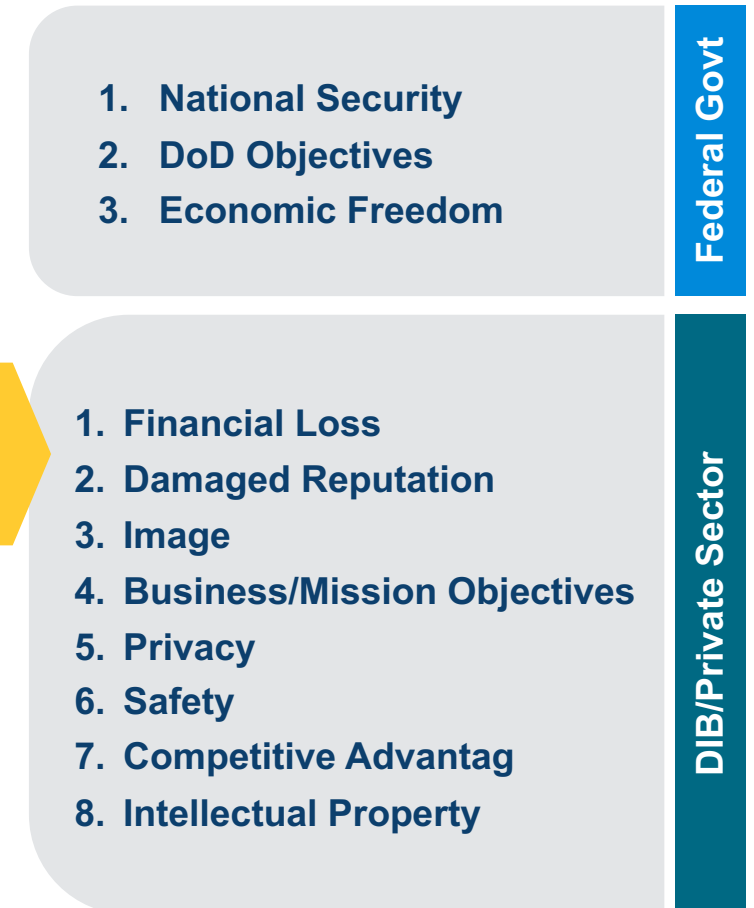 1. National Security
2. DoD Objectives
3. Economic Freedom
Federal Govt
1. Financial Loss
2. Damaged Reputation
3. Image
4. Business/Mission Objectives
5. Privacy
6. Safety
7. Competitive Advantag
8. Intellectual Property
DIB/Private Sector